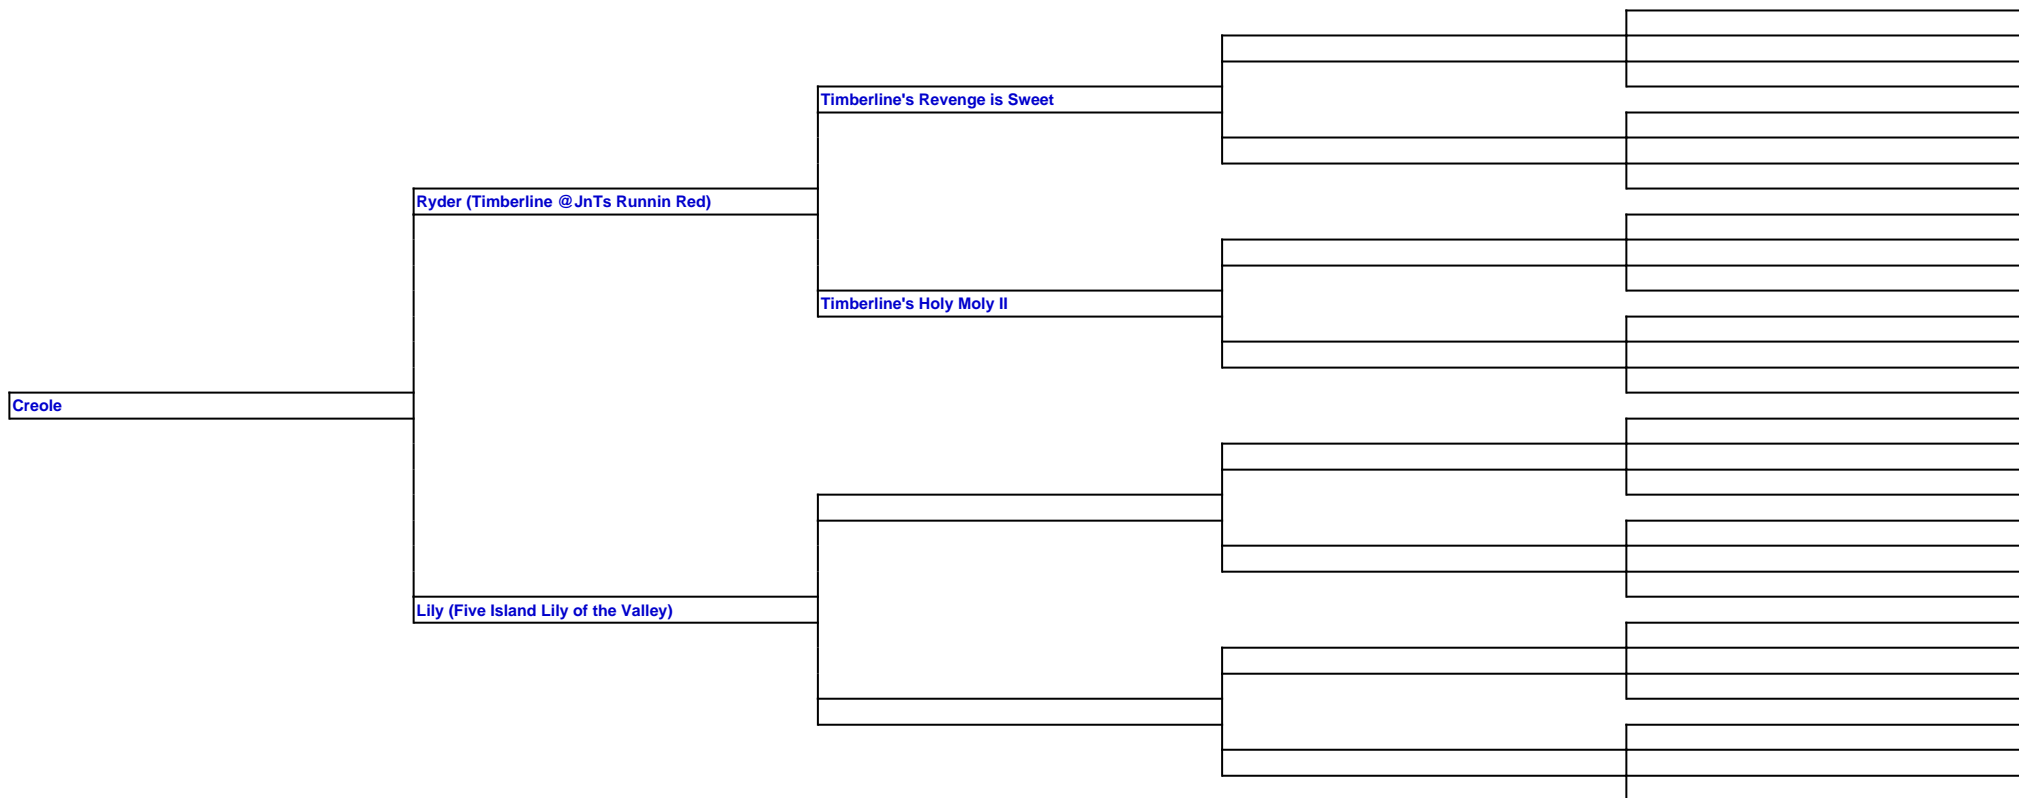 Timberline's Revenge is Sweet
Ryder (Timberline @JnTs Runnin Red)
Timberline's Holy Moly II
Creole
Lily (Five Island Lily of the Valley)